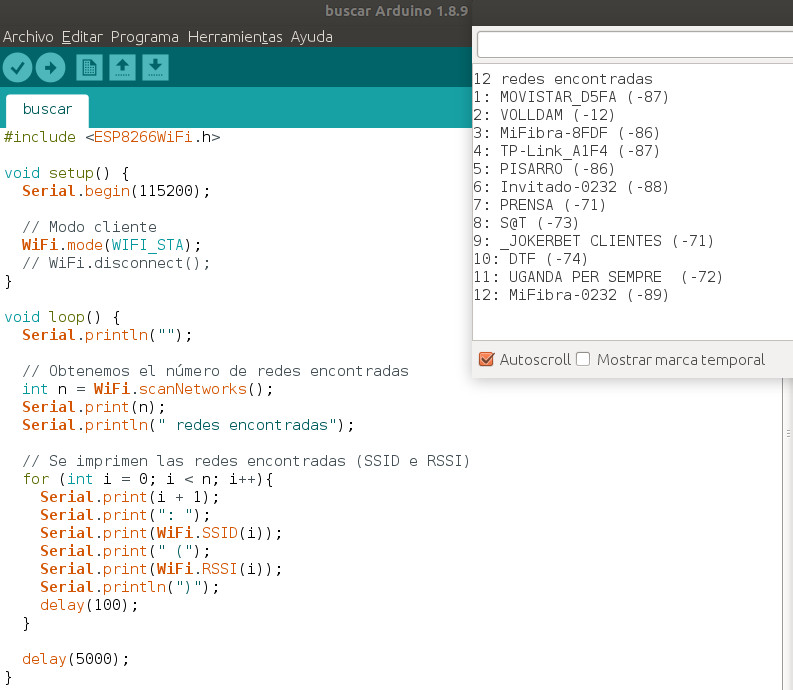 buscar Arduino 1.8.9
Archivo Editar Programa Herramientas Ayuda
buscar
#include <ESP8266WiFi.h>
void setup() {
Serial.begin(115200);
// Modo cliente
WiFi.mode(WIFI_STA);
// WiFi.disconnect();
}
void loop() {
Serial.println("");
// Obtenemos el número de redes encontradas
int n = WiFi.scanNetworks();
Serial.print(n);
Serial.println(" redes encontradas");
// Se imprimen las redes encontradas (SSID e RSSI)
for (int i = 0; i < n; i++){
Serial.print(i + 1);
Serial.print(": ");
Serial.print(WiFi.SSID(i));
Serial.print(" (");
Serial.print(WiFi.RSSI(i));
Serial.println(")");
delay(100);
}
delay(5000);
}
12 redes encontradas
1: MOVISTAR_D5FA (-87)
2: VOLLDAM (-12)
3: MiFibra-8FDF (-86)
4: TP-Link_A1F4 (-87)
5: PISARRO (-86)
6: Invitado-0232 (-88)
7: PRENSA (-71)
8: S@T (-73)
9: _JOKERBET CLIENTES (-71)
10: DTF (-74)
11: UGANDA PER SEMPRE  (-72)
12: MiFibra-0232 (-89)
Autoscroll Mostrar marca temporal